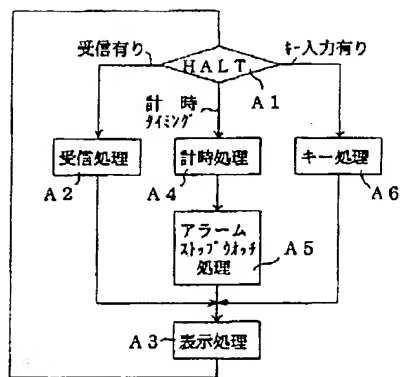 受信有り
HALT
キー入力有り
A1
計時
タイミング
受信処理
A2
計時処理
A4
キー処理
A6
アラーム
ストップウォッチ
処理
A5
A3
表示処理